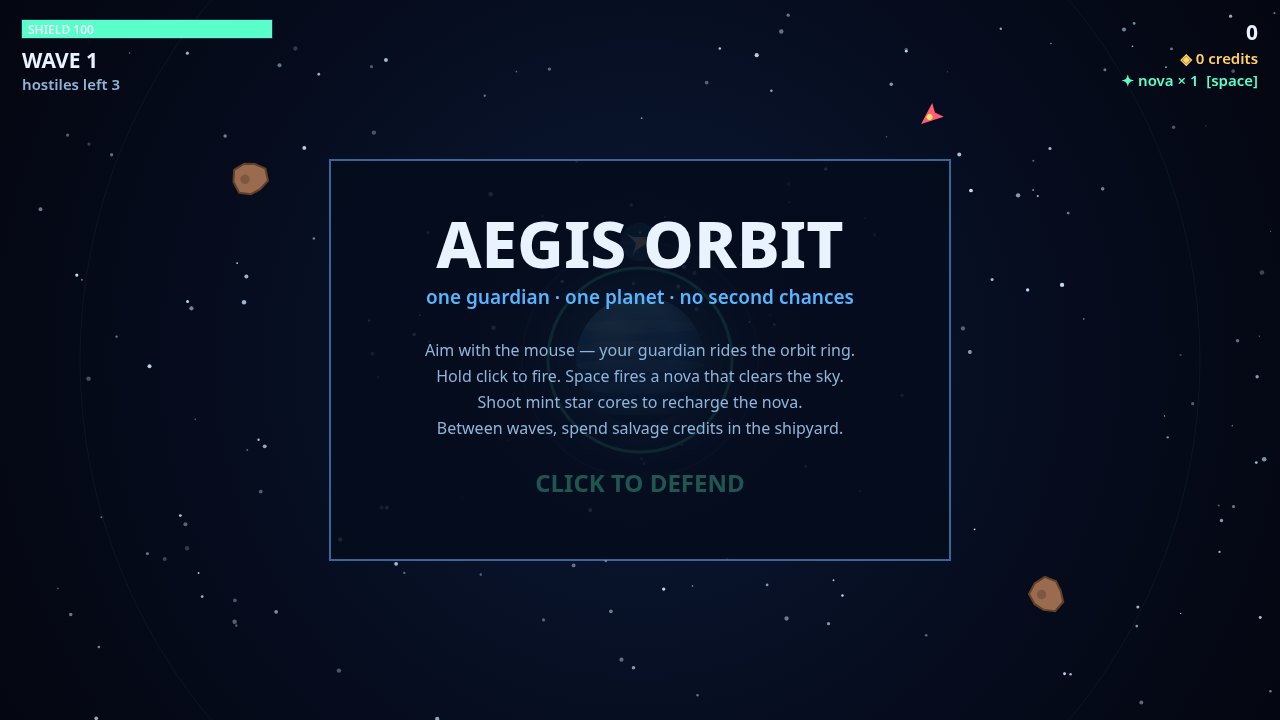 SHIELD 100
WAVE 1
hostiles left 3
0
◈ 0 credits
✦ nova × 1 [space]
AEGIS ORBIT
one guardian · one planet · no second chances
Aim with the mouse — your guardian rides the orbit ring.
Hold click to fire. Space fires a nova that clears the sky.
Shoot mint star cores to recharge the nova.
Between waves, spend salvage credits in the shipyard.
CLICK TO DEFEND